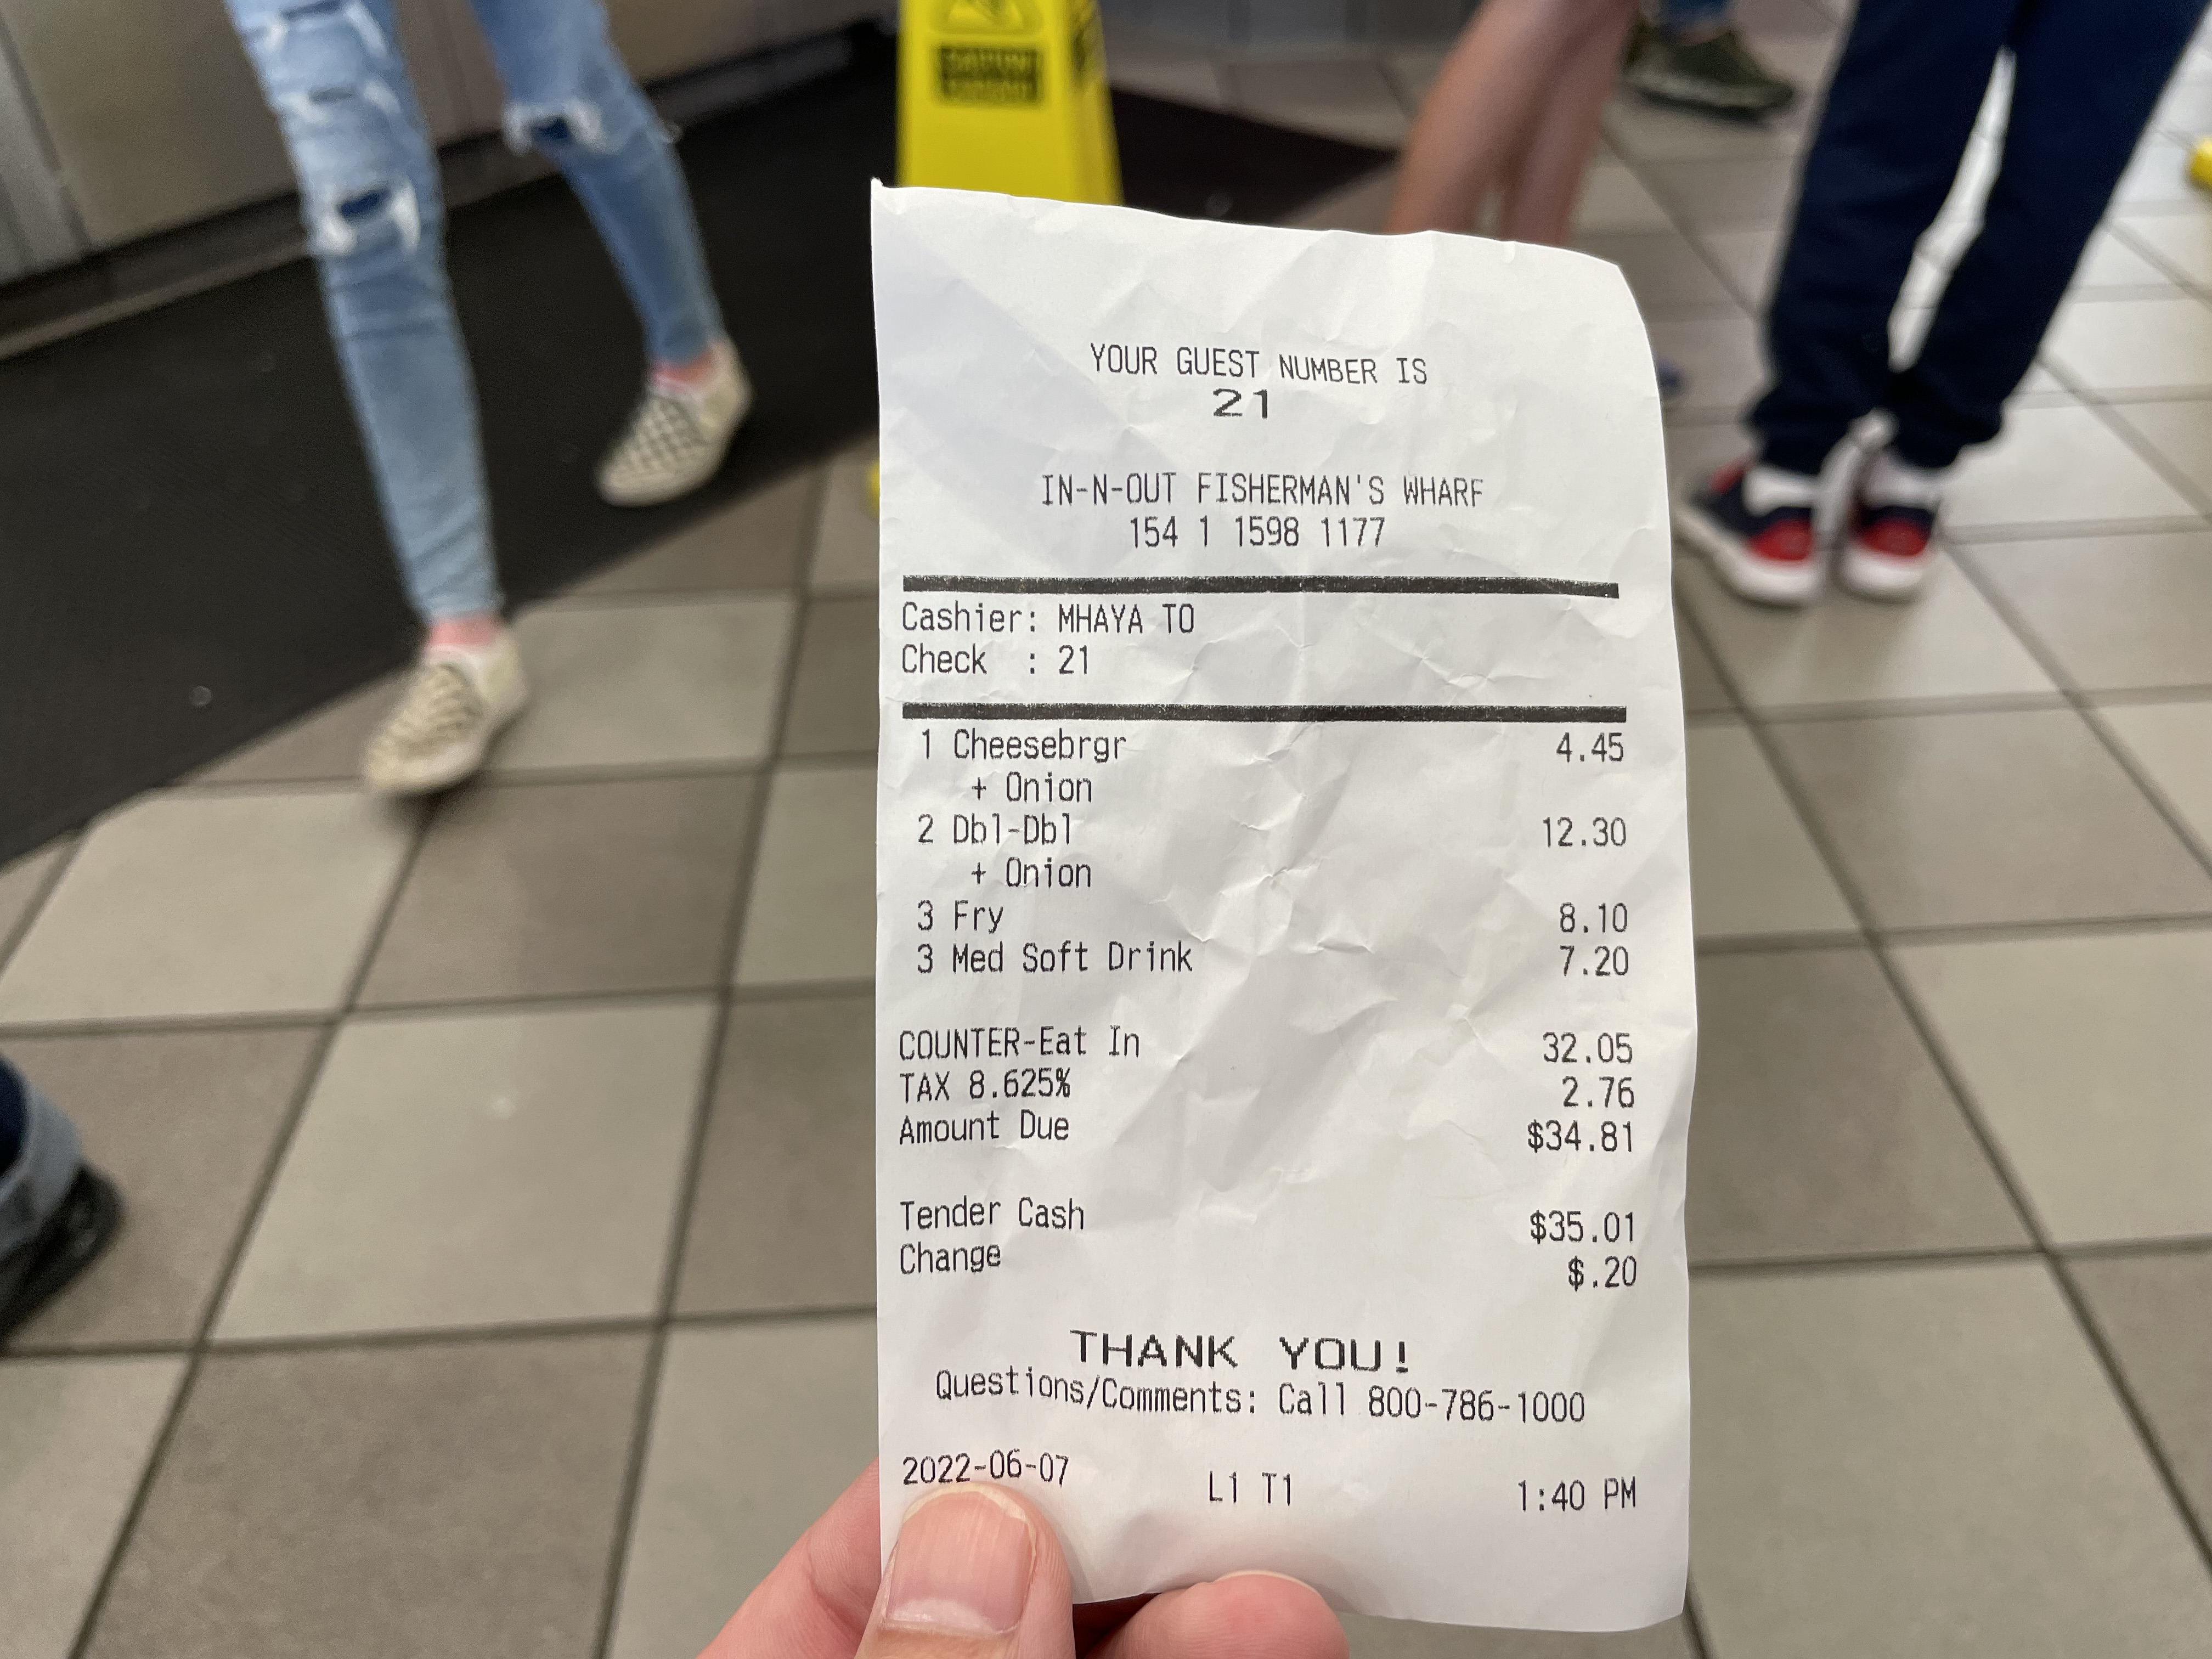 YOUR GUEST NUMBER IS
21
IN-N-OUT FISHERMAN'S WHARF
154 1 1598 1177
Cashier: MHAYA TO
Check : 21
1 Cheesebrgr 4.45
+ Onion
2 Dbl-Dbl 12.30
+ Onion
3 Fry 8.10
3 Med Soft Drink 7.20
COUNTER-Eat In 32.05
TAX 8.625% 2.76
Amount Due $34.81
Tender Cash $35.01
Change $.20
THANK YOU!
Questions/Comments: Call 800-786-1000
2022-06-07 L1 T1 1:40 PM